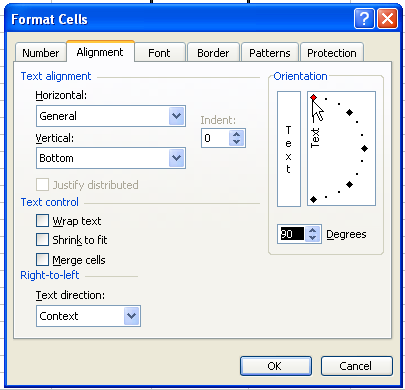 Format Cells
Number Alignment Font Border Patterns Protection
Text alignment
Horizontal:
General
Indent:
Vertical:
0
Bottom
Justify distributed
Text control
Wrap text
Shrink to fit
Merge cells
Right-to-left
Text direction:
Context
Orientation
Text
Text
90 Degrees
OK Cancel